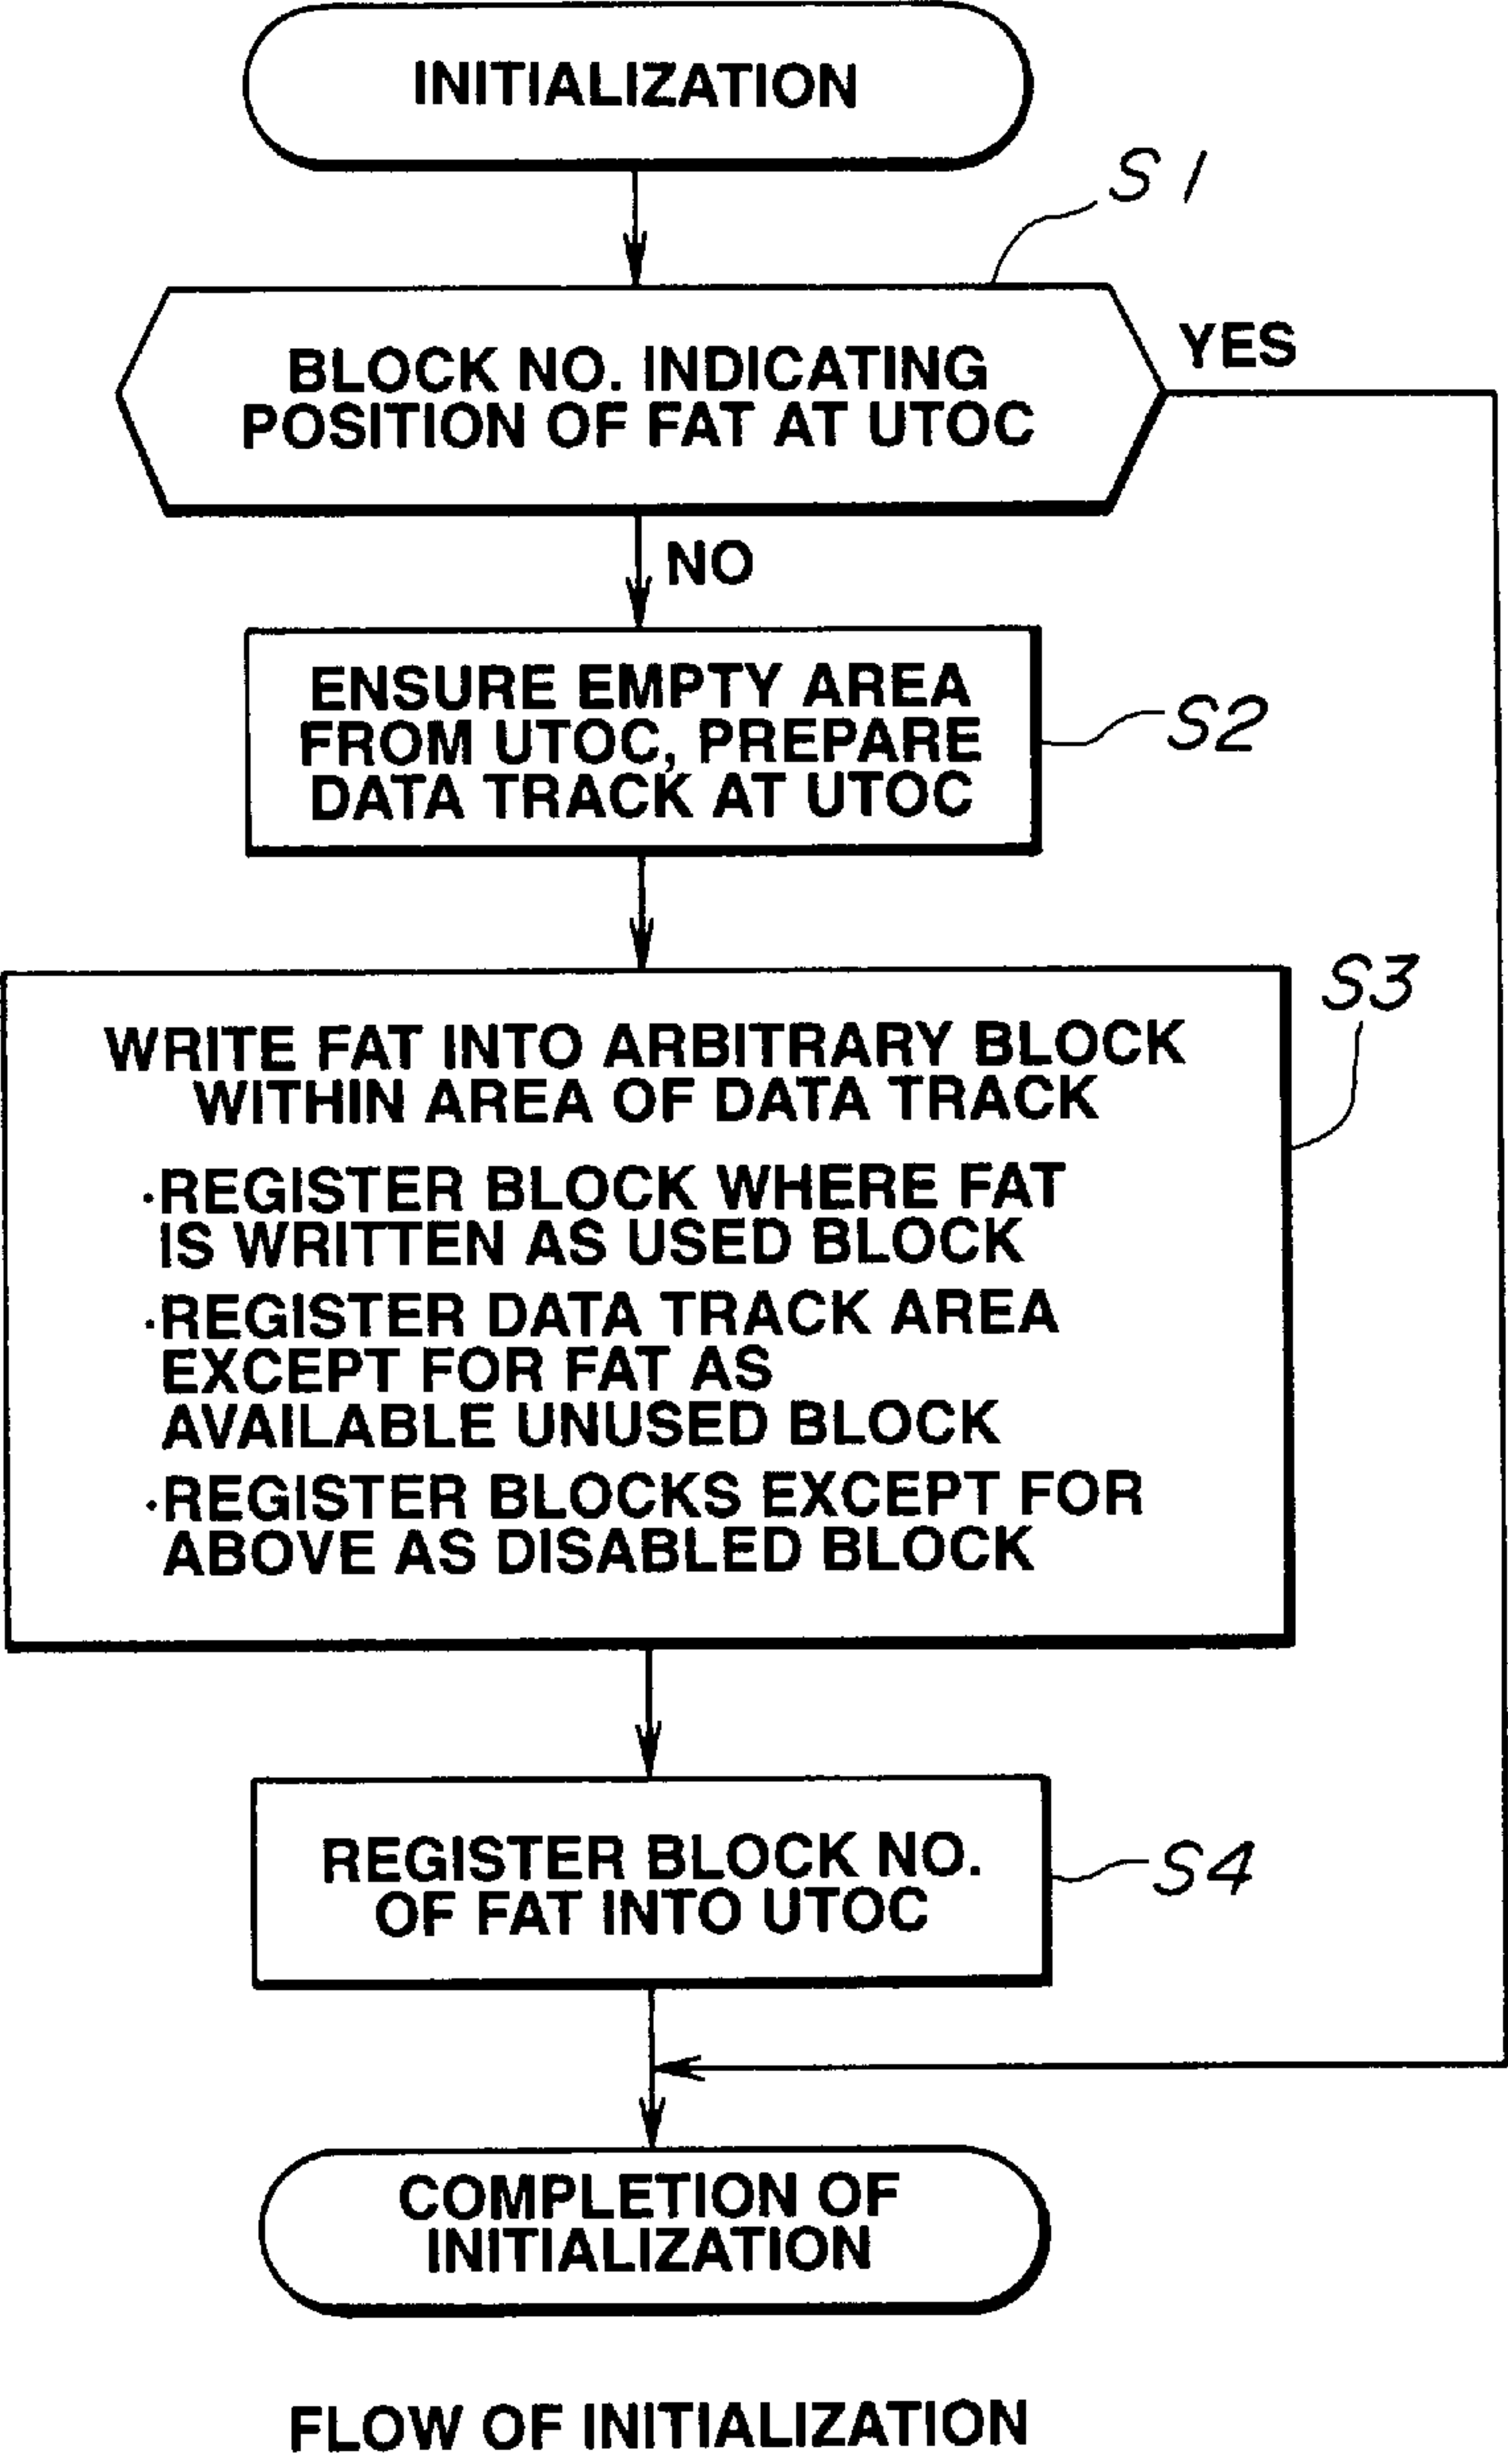 INITIALIZATION
S1
BLOCK NO. INDICATING
POSITION OF FAT AT UTOC
YES
NO
ENSURE EMPTY AREA
FROM UTOC, PREPARE
DATA TRACK AT UTOC
S2
S3
WRITE FAT INTO ARBITRARY BLOCK
WITHIN AREA OF DATA TRACK
·REGISTER BLOCK WHERE FAT
IS WRITTEN AS USED BLOCK
·REGISTER DATA TRACK AREA
EXCEPT FOR FAT AS
AVAILABLE UNUSED BLOCK
·REGISTER BLOCKS EXCEPT FOR
ABOVE AS DISABLED BLOCK
REGISTER BLOCK NO.
OF FAT INTO UTOC
S4
COMPLETION OF
INITIALIZATION
FLOW OF INITIALIZATION